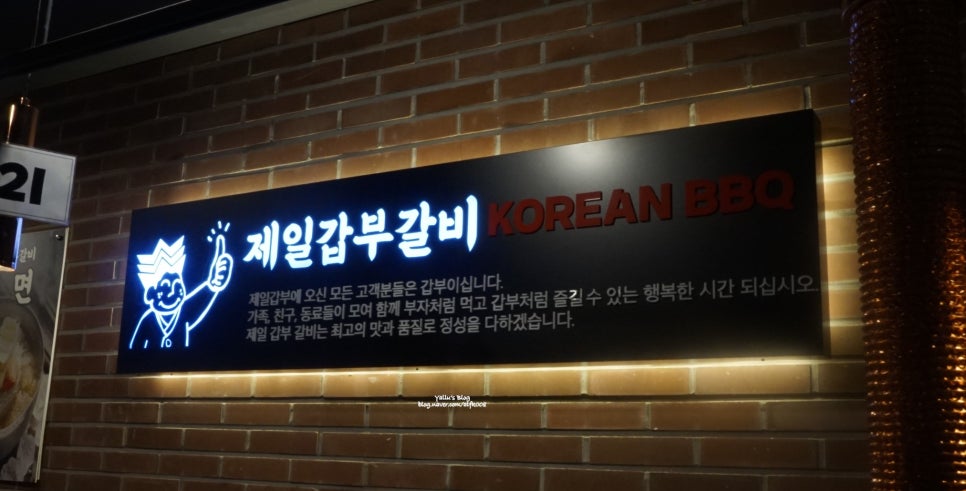 21
갈비
면
제일갑부갈비 KOREAN BBQ
제일갑부에 오신 모든 고객분들은 갑부이십니다.
가족, 친구, 동료들이 모여 함께 부자처럼 먹고 갑부처럼 즐길 수 있는 행복한 시간 되십시오.
제일 갑부 갈비는 최고의 맛과 품질로 정성을 다하겠습니다.
Yallu's Blog